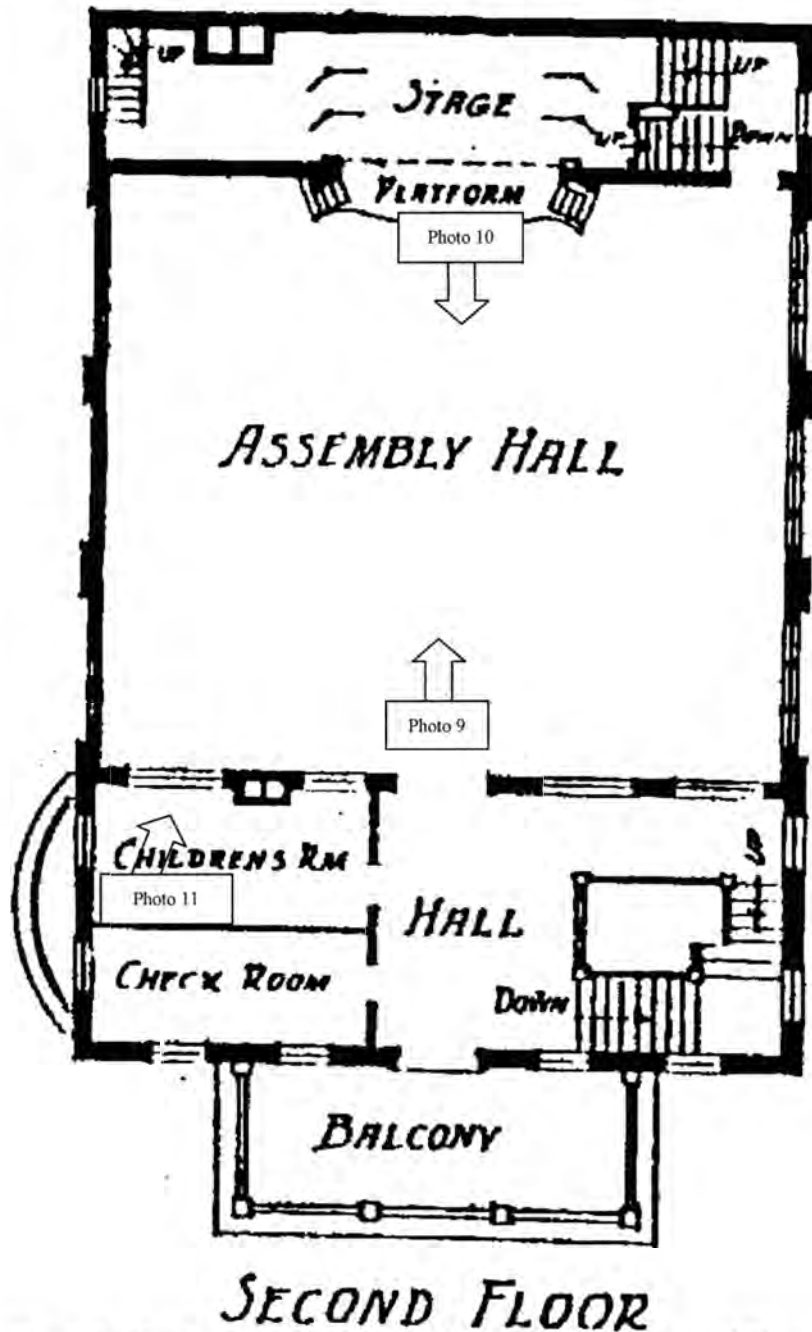 UP
STAGE
UP
UP
DOWN
PLATFORM
Photo 10
ASSEMBLY HALL
Photo 9
CHILDRENS RM
UP
Photo 11
HALL
CHECK ROOM
DOWN
BALCONY
SECOND FLOOR